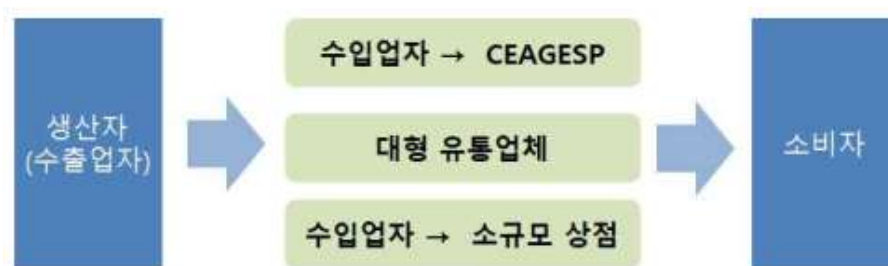 생산자
(수출업자)
수입업자 → CEAGESP
대형 유통업체
수입업자 → 소규모 상점
소비자